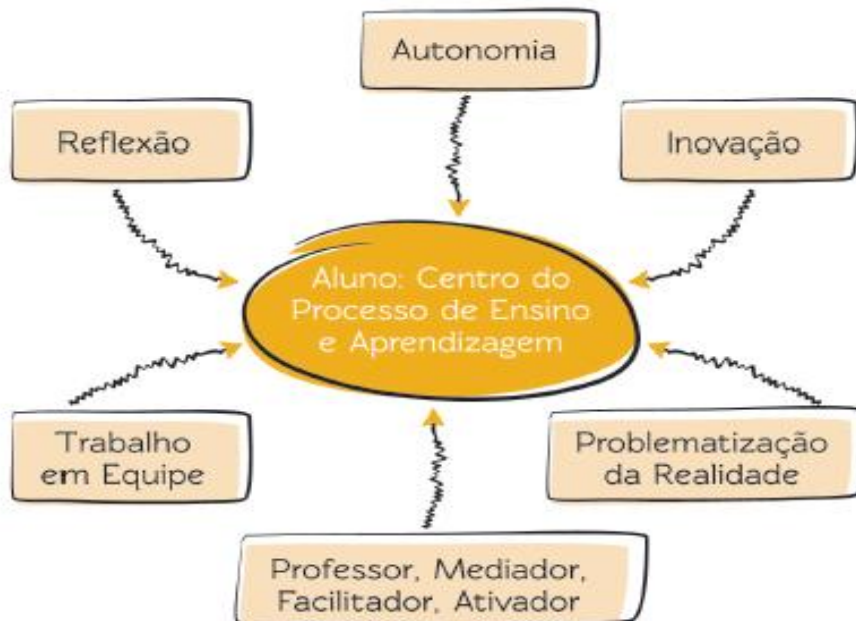 Autonomia
Reflexão
Inovação
Aluno: Centro do
Processo de Ensino
e Aprendizagem
Trabalho
em Equipe
Problematização
da Realidade
Professor, Mediador,
Facilitador, Ativador